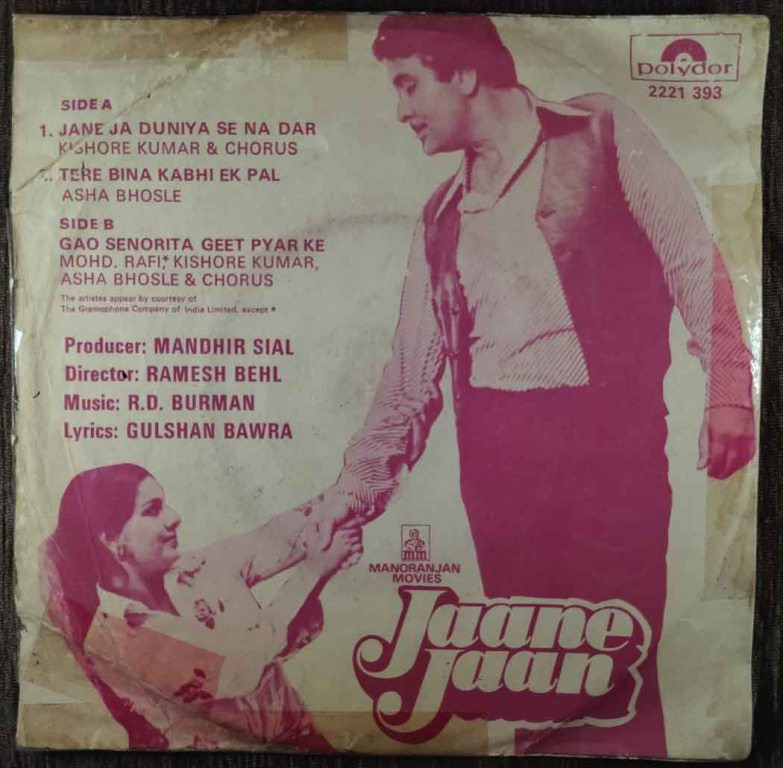 polydor
2221 393
SIDE A
1. JANE JA DUNIYA SE NA DAR
KISHORE KUMAR & CHORUS
2. TERE BINA KABHI EK PAL
ASHA BHOSLE
SIDE B
GAO SENORITA GEET PYAR KE
MOHD. RAFI,* KISHORE KUMAR,
ASHA BHOSLE & CHORUS
The artistes appear by courtesy of
The Gramophone Company of India Limited, except *
Producer: MANDHIR SIAL
Director: RAMESH BEHL
Music: R.D. BURMAN
Lyrics: GULSHAN BAWRA
MANORANJAN
MOVIES
Jaane
Jaan